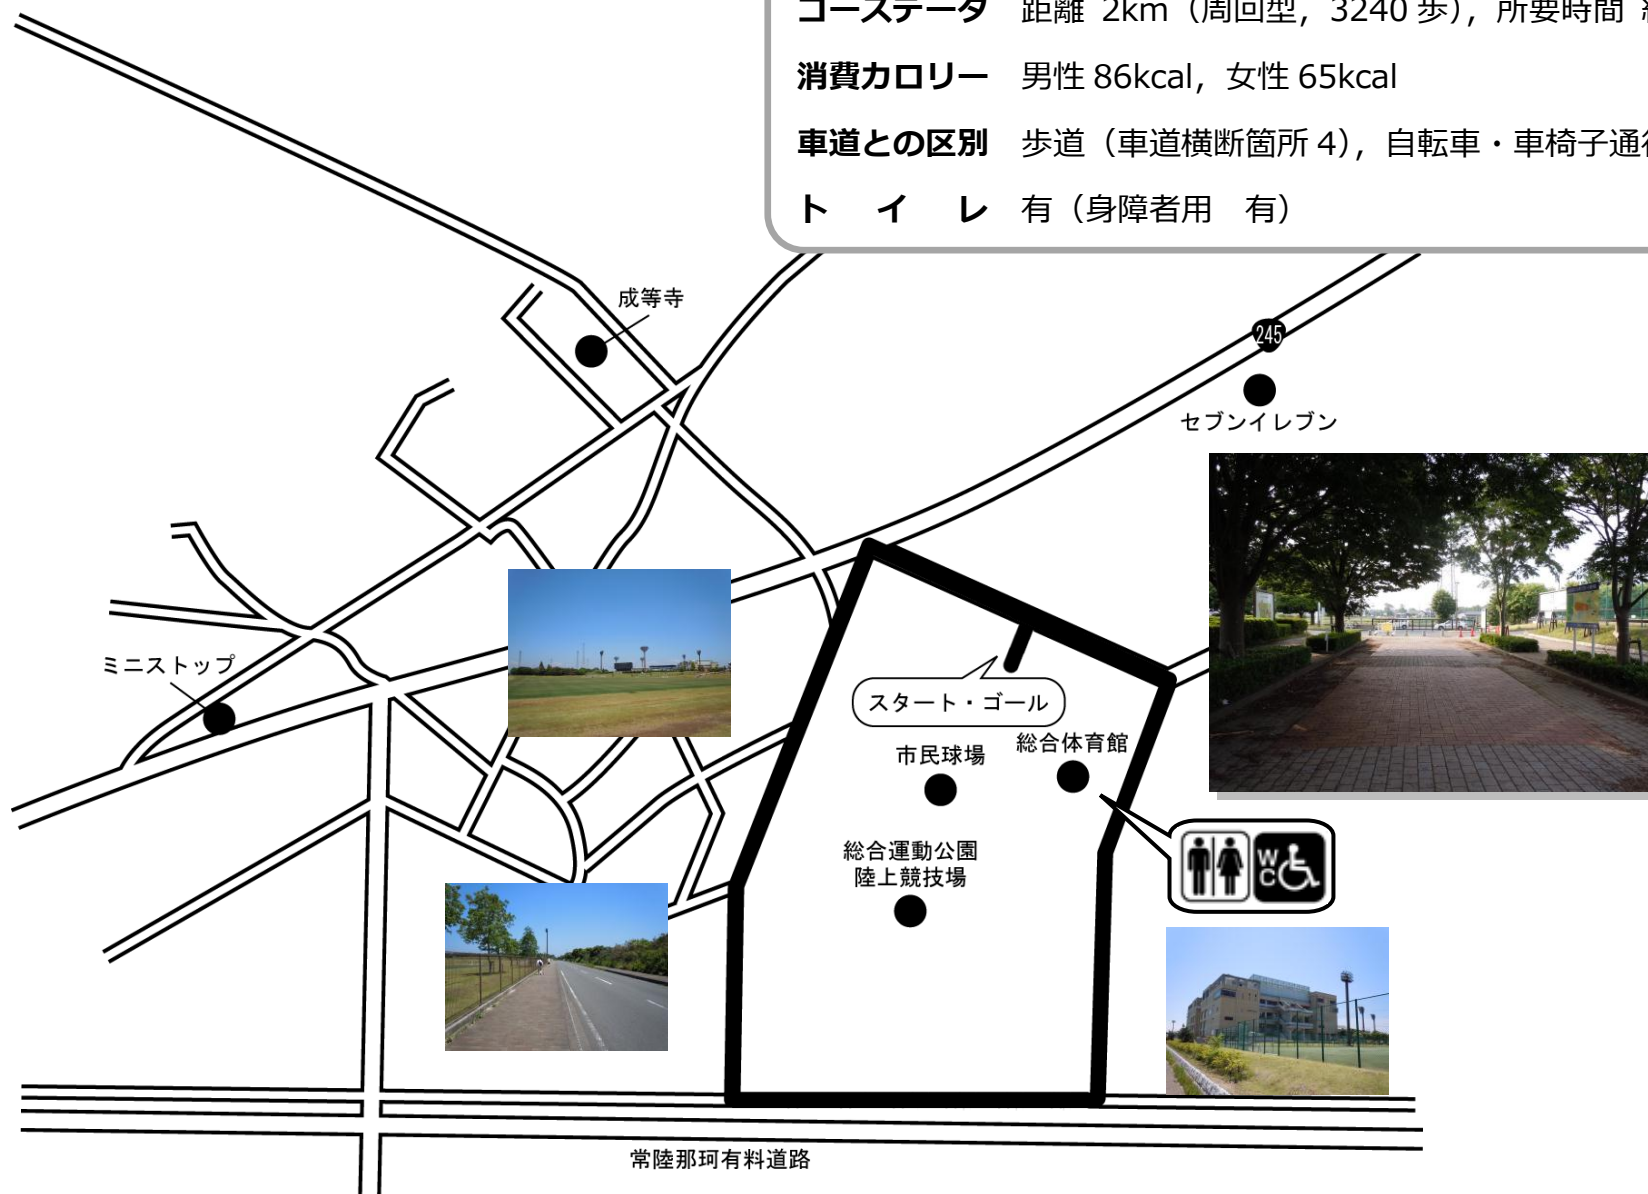 コースデータ 距離 2km（周回型，3240 歩），所要時間
消費カロリー 男性 86kcal，女性 65kcal
車道との区別 歩道（車道横断箇所 4），自転車・車椅子通行
ト イ レ 有（身障者用 有）
成等寺
245
セブンイレブン
ミニストップ
スタート・ゴール
市民球場
総合体育館
総合運動公園
陸上競技場
WC
常陸那珂有料道路